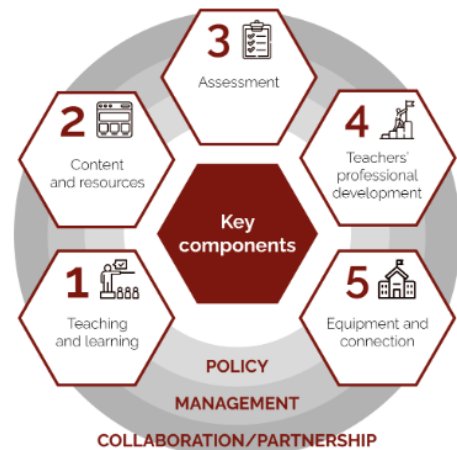 3
Assessment
2
Content
and resources
4
Teachers'
professional
development
Key
components
1
Teaching
and learning
5
Equipment and
connection
POLICY
MANAGEMENT
COLLABORATION/PARTNERSHIP